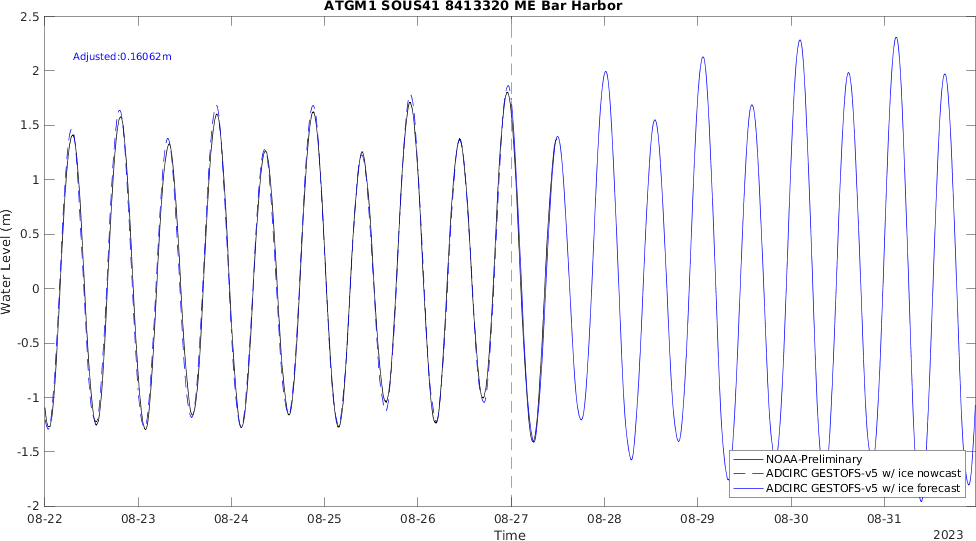 ATGM1 SOUS41 8413320 ME Bar Harbor
2.5
Adjusted:0.16062m
2
1.5
1
0.5
0
-0.5
-1
-1.5
-2
Water Level (m)
NOAA-Preliminary
ADCIRC GESTOFS-v5 w/ ice nowcast
ADCIRC GESTOFS-v5 w/ ice forecast
08-22 08-23 08-24 08-25 08-26 08-27 08-28 08-29 08-30 08-31
Time
2023